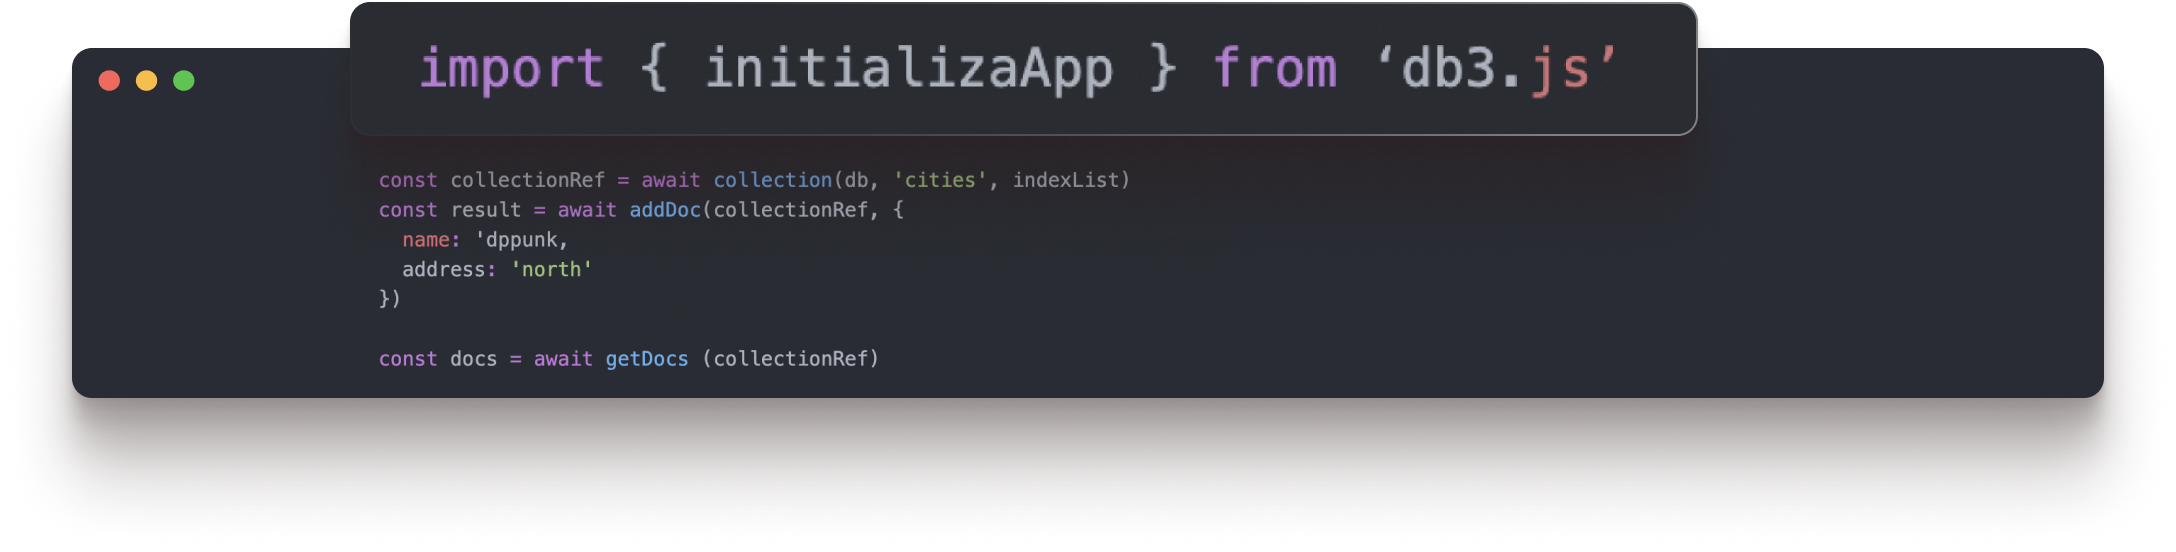 import { initializaApp } from ‘db3.js’
const collectionRef = await collection(db, 'cities', indexList)
const result = await addDoc(collectionRef, {
  name: 'dppunk,
  address: 'north'
})
const docs = await getDocs (collectionRef)